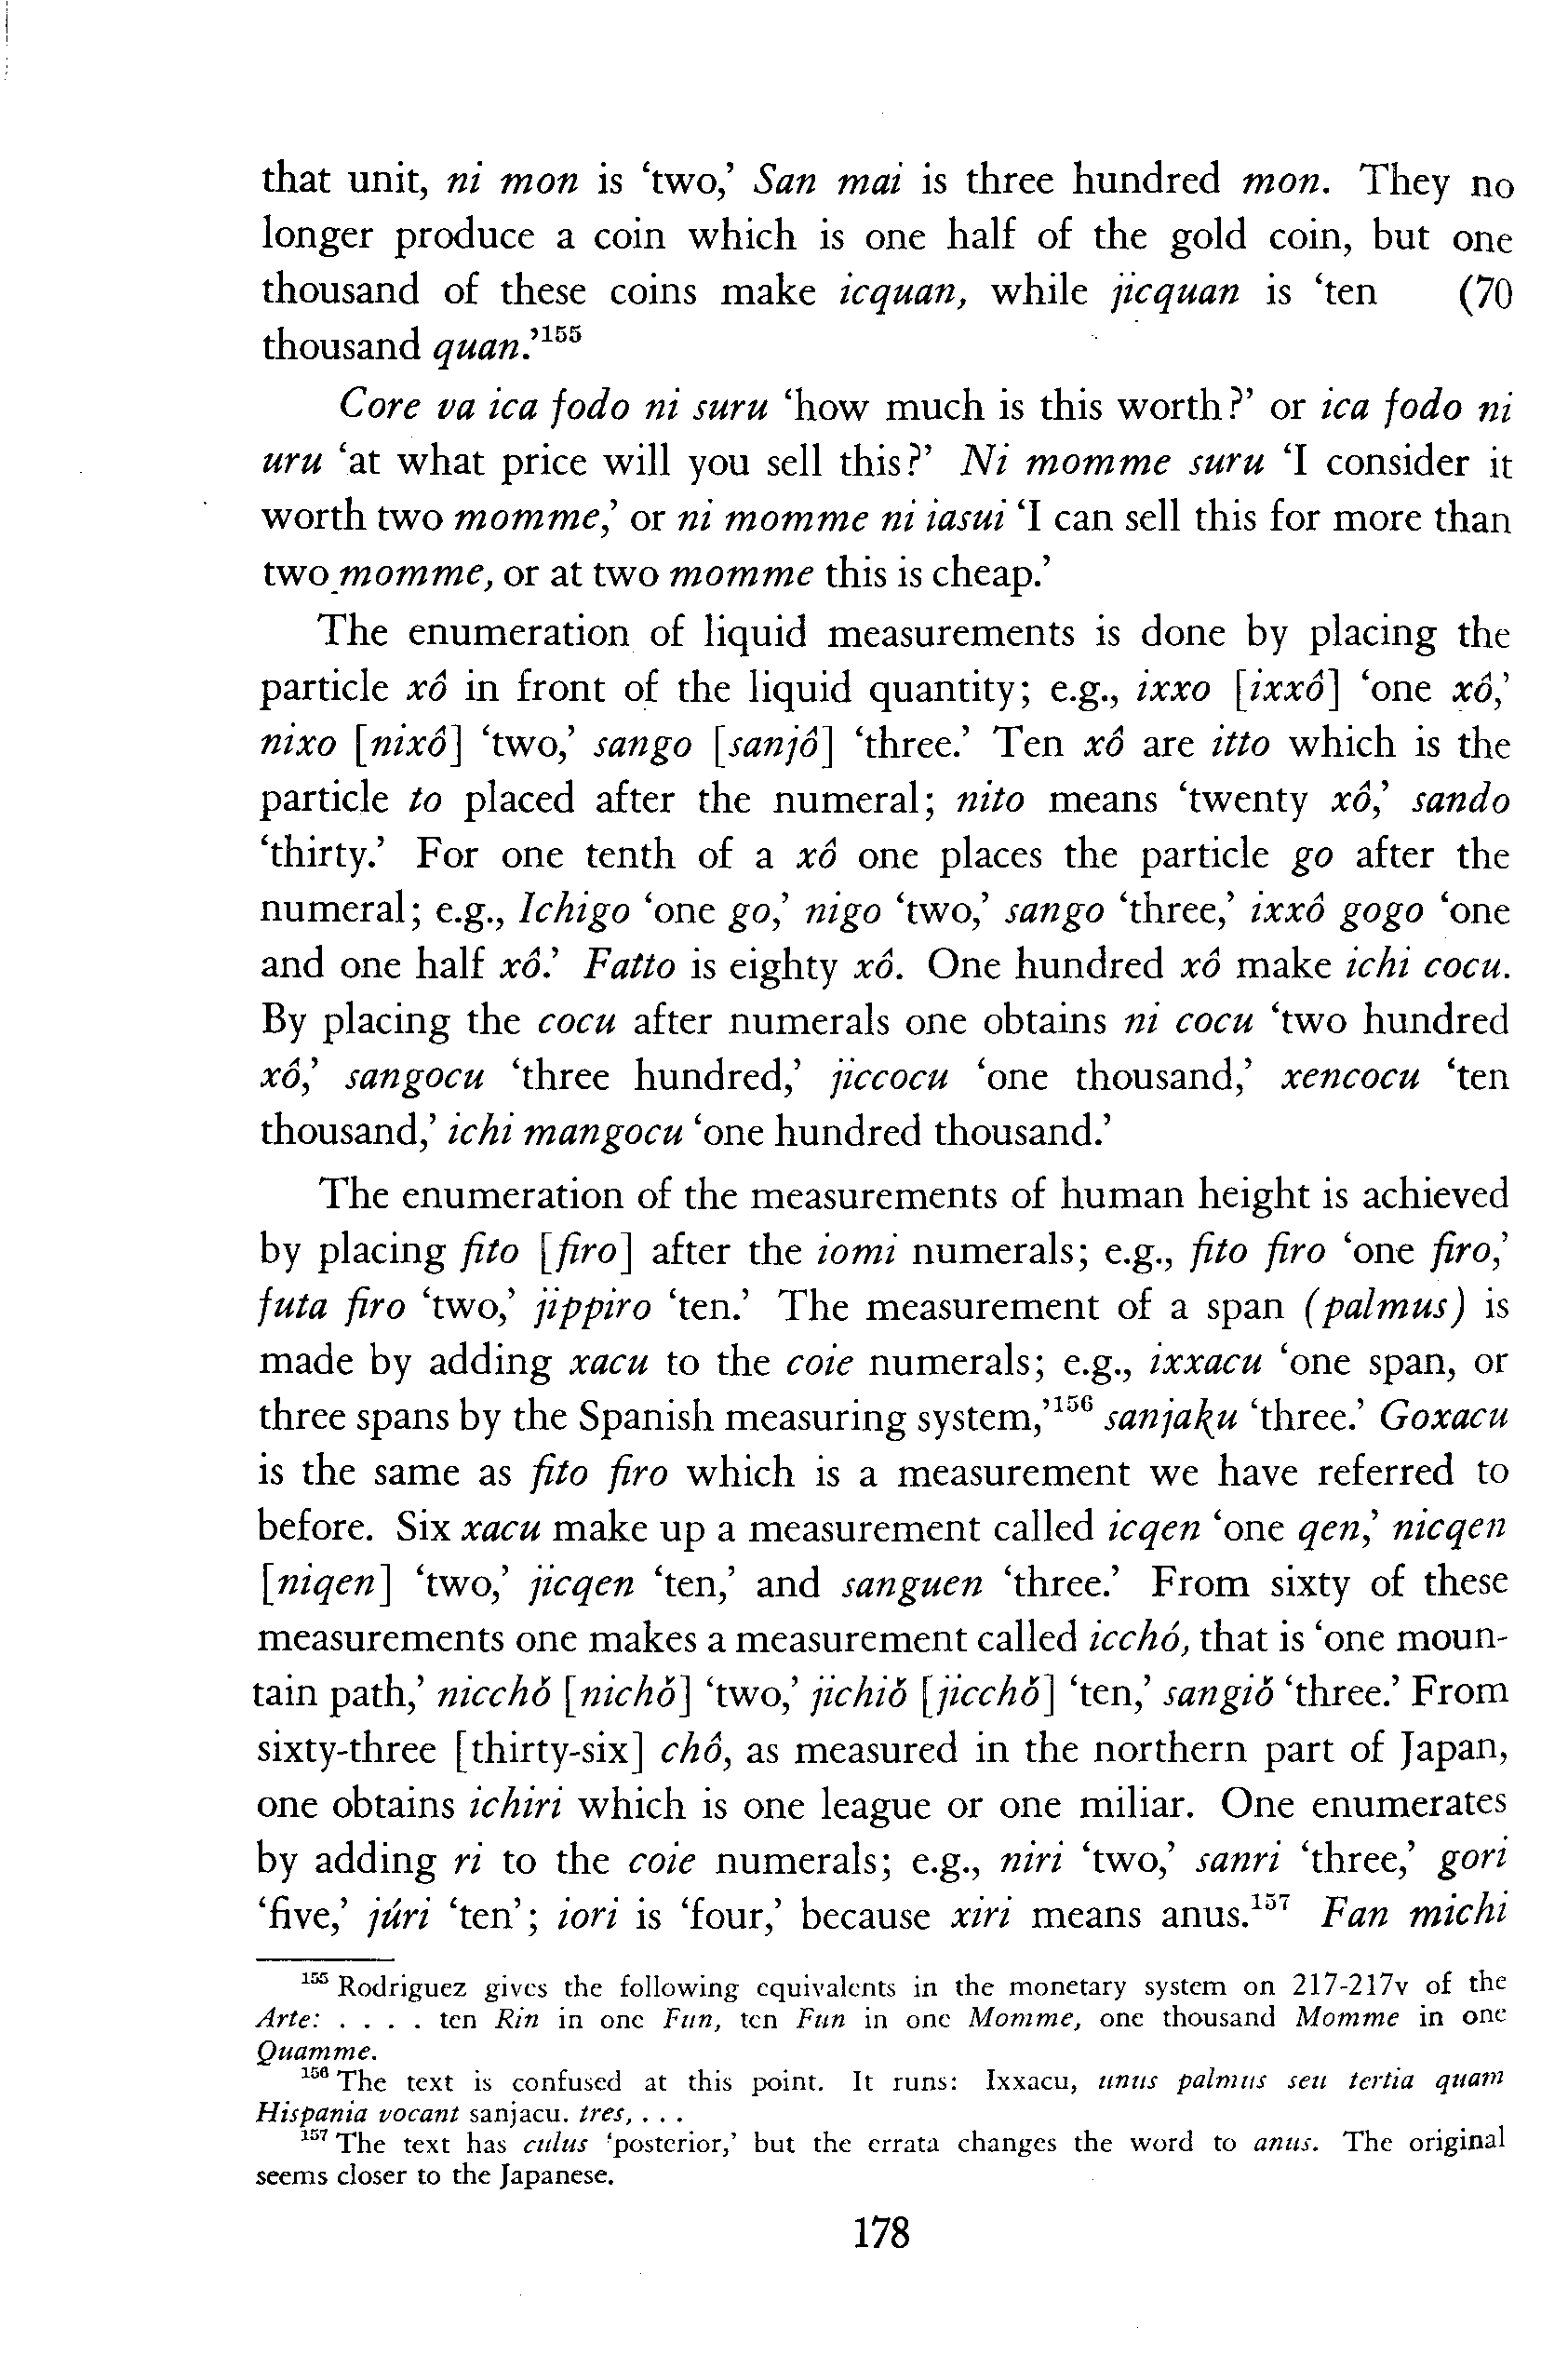 that unit, ni mon is ‘two,’ San mai is three hundred mon. They no
longer produce a coin which is one half of the gold coin, but one
thousand of these coins make icquan, while jicquan is ‘ten (70
thousand quan.’155
Core va ica fodo ni suru ‘how much is this worth?’ or ica fodo ni
uru ‘at what price will you sell this?’ Ni momme suru ‘I consider it
worth two momme,’ or ni momme ni iasui ‘I can sell this for more than
two momme, or at two momme this is cheap.’
The enumeration of liquid measurements is done by placing the
particle xô in front of the liquid quantity; e.g., ixxo [ixxô] ‘one xô,’
nixo [nixô] ‘two,’ sango [sanjô] ‘three.’ Ten xô are itto which is the
particle to placed after the numeral; nito means ‘twenty xô,’ sando
‘thirty.’ For one tenth of a xô one places the particle go after the
numeral; e.g., Ichigo ‘one go,’ nigo ‘two,’ sango ‘three,’ ixxô gogo ‘one
and one half xô.’ Fatto is eighty xô. One hundred xô make ichi cocu.
By placing the cocu after numerals one obtains ni cocu ‘two hundred
xô,’ sangocu ‘three hundred,’ jiccocu ‘one thousand,’ xencocu ‘ten
thousand,’ ichi mangocu ‘one hundred thousand.’
The enumeration of the measurements of human height is achieved
by placing fito [firo] after the iomi numerals; e.g., fito firo ‘one firo,’
futa firo ‘two,’ jippiro ‘ten.’ The measurement of a span (palmus) is
made by adding xacu to the coie numerals; e.g., ixxacu ‘one span, or
three spans by the Spanish measuring system,’156 sanjaku ‘three.’ Goxacu
is the same as fito firo which is a measurement we have referred to
before. Six xacu make up a measurement called icqen ‘one qen,’ nicqen
[niqen] ‘two,’ jicqen ‘ten,’ and sanguen ‘three.’ From sixty of these
measurements one makes a measurement called icchó, that is ‘one moun-
tain path,’ nicchǒ [nichǒ] ‘two,’ jichiǒ [jicchǒ] ‘ten,’ sangiǒ ‘three.’ From
sixty-three [thirty-six] chô, as measured in the northern part of Japan,
one obtains ichiri which is one league or one miliar. One enumerates
by adding ri to the coie numerals; e.g., niri ‘two,’ sanri ‘three,’ gori
‘five,’ júri ‘ten’; iori is ‘four,’ because xiri means anus.157 Fan michi
155 Rodriguez gives the following equivalents in the monetary system on 217-217v of the
Arte: . . . . ten Rin in one Fun, ten Fun in one Momme, one thousand Momme in one
Quamme.
156 The text is confused at this point. It runs: Ixxacu, unus palmus seu tertia quam
Hispania vocant sanjacu. tres, . . .
157 The text has culus ‘posterior,’ but the errata changes the word to anus. The original
seems closer to the Japanese.
178